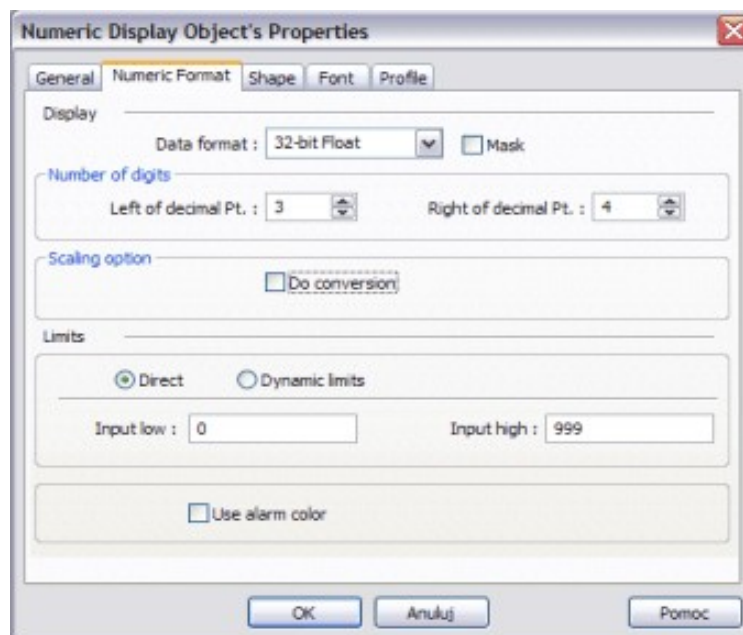 Numeric Display Object's Properties
General Numeric Format Shape Font Profile
Display
Data format : 32-bit Float Mask
Number of digits
Left of decimal Pt. : 3 Right of decimal Pt. : 4
Scaling option
Do conversion
Limits
Direct Dynamic limits
Input low : 0 Input high : 999
Use alarm color
OK Anuluj Pomoc